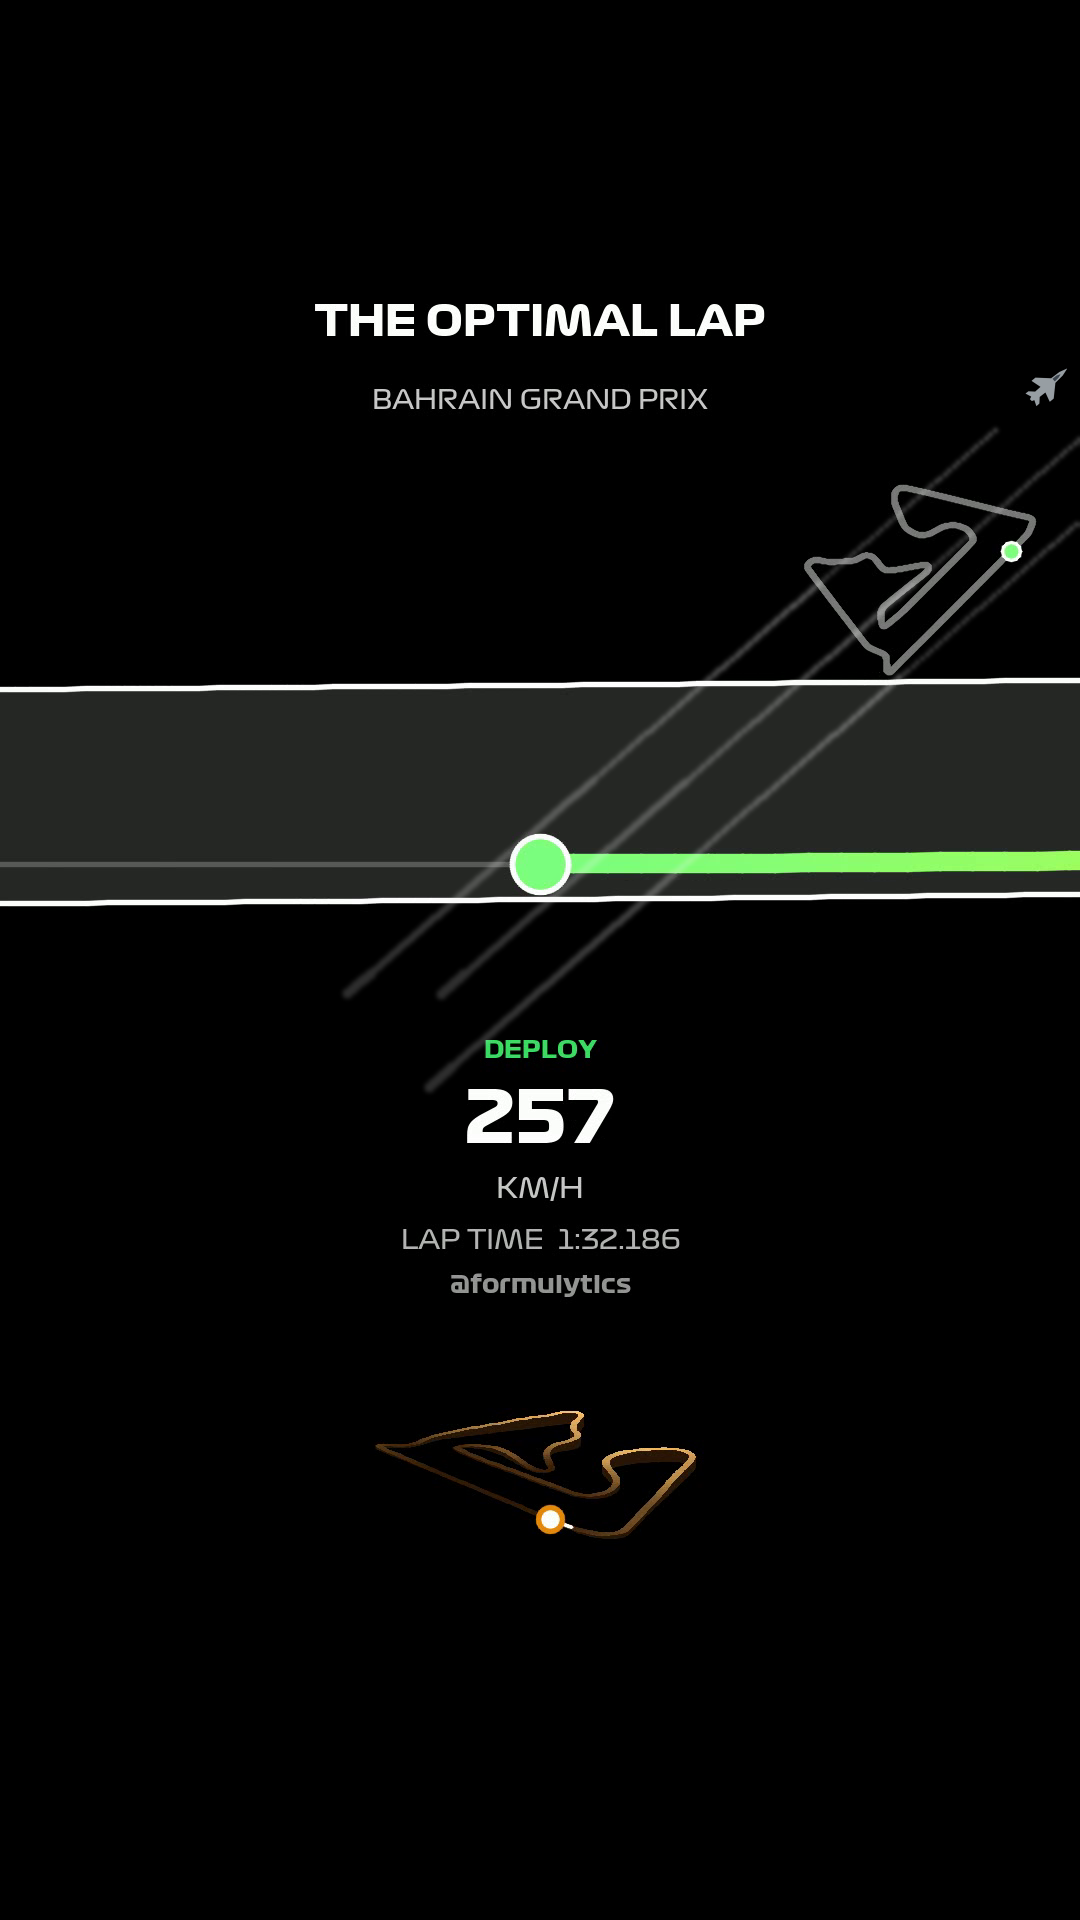 THE OPTIMAL LAP
BAHRAIN GRAND PRIX
DEPLOY
257
KM/H
LAP TIME 1:32.186
@formulytics